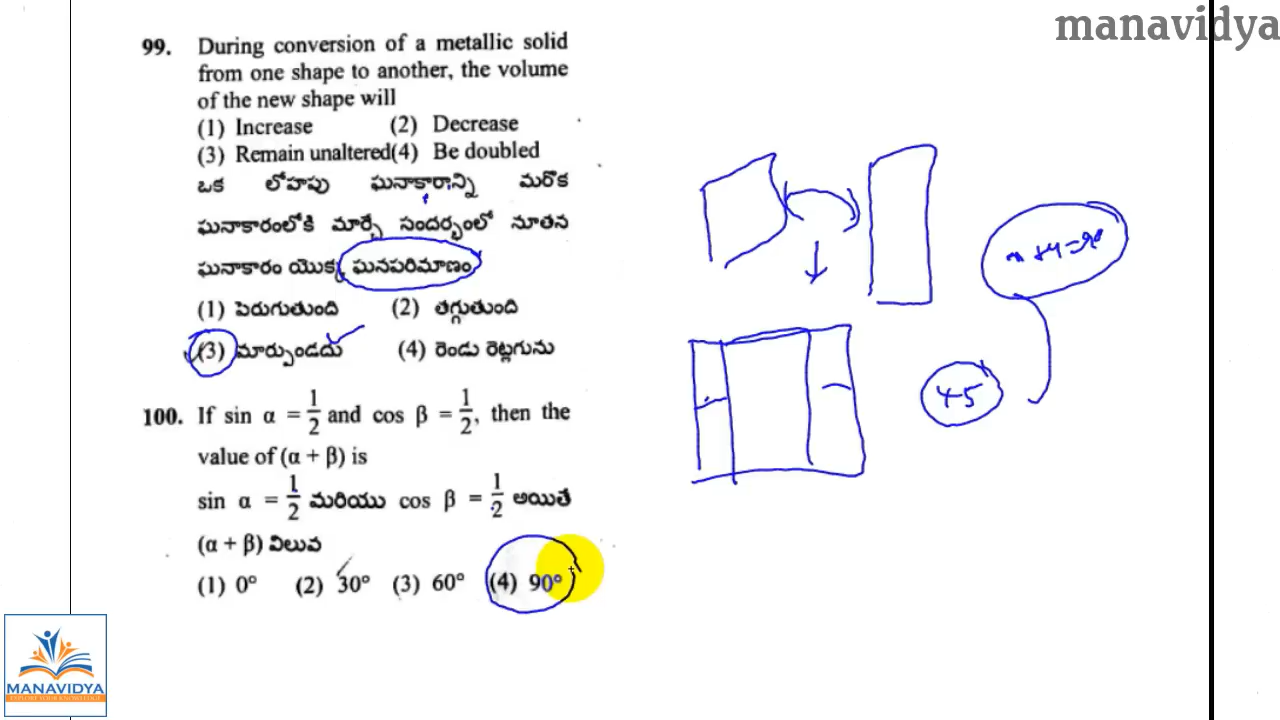 manavidya
99. During conversion of a metallic solid
from one shape to another, the volume
of the new shape will
(1) Increase (2) Decrease
(3) Remain unaltered(4) Be doubled
ఒక లోహపు ఘనాకారాన్ని మరొక
ఘనాకారంలోకి మార్చే సందర్భంలో నూతన
ఘనాకారం యొక్క ఘనపరిమాణం
(1) పెరుగుతుంది (2) తగ్గుతుంది
(3) మార్పుండదు (4) రెండు రెట్లగును
100. If sin α = 1/2 and cos β = 1/2, then the
value of (α + β) is
sin α = 1/2 మరియు cos β = 1/2 అయితే
(α + β) విలువ
(1) 0° (2) 30° (3) 60° (4) 90°
45
MANAVIDYA